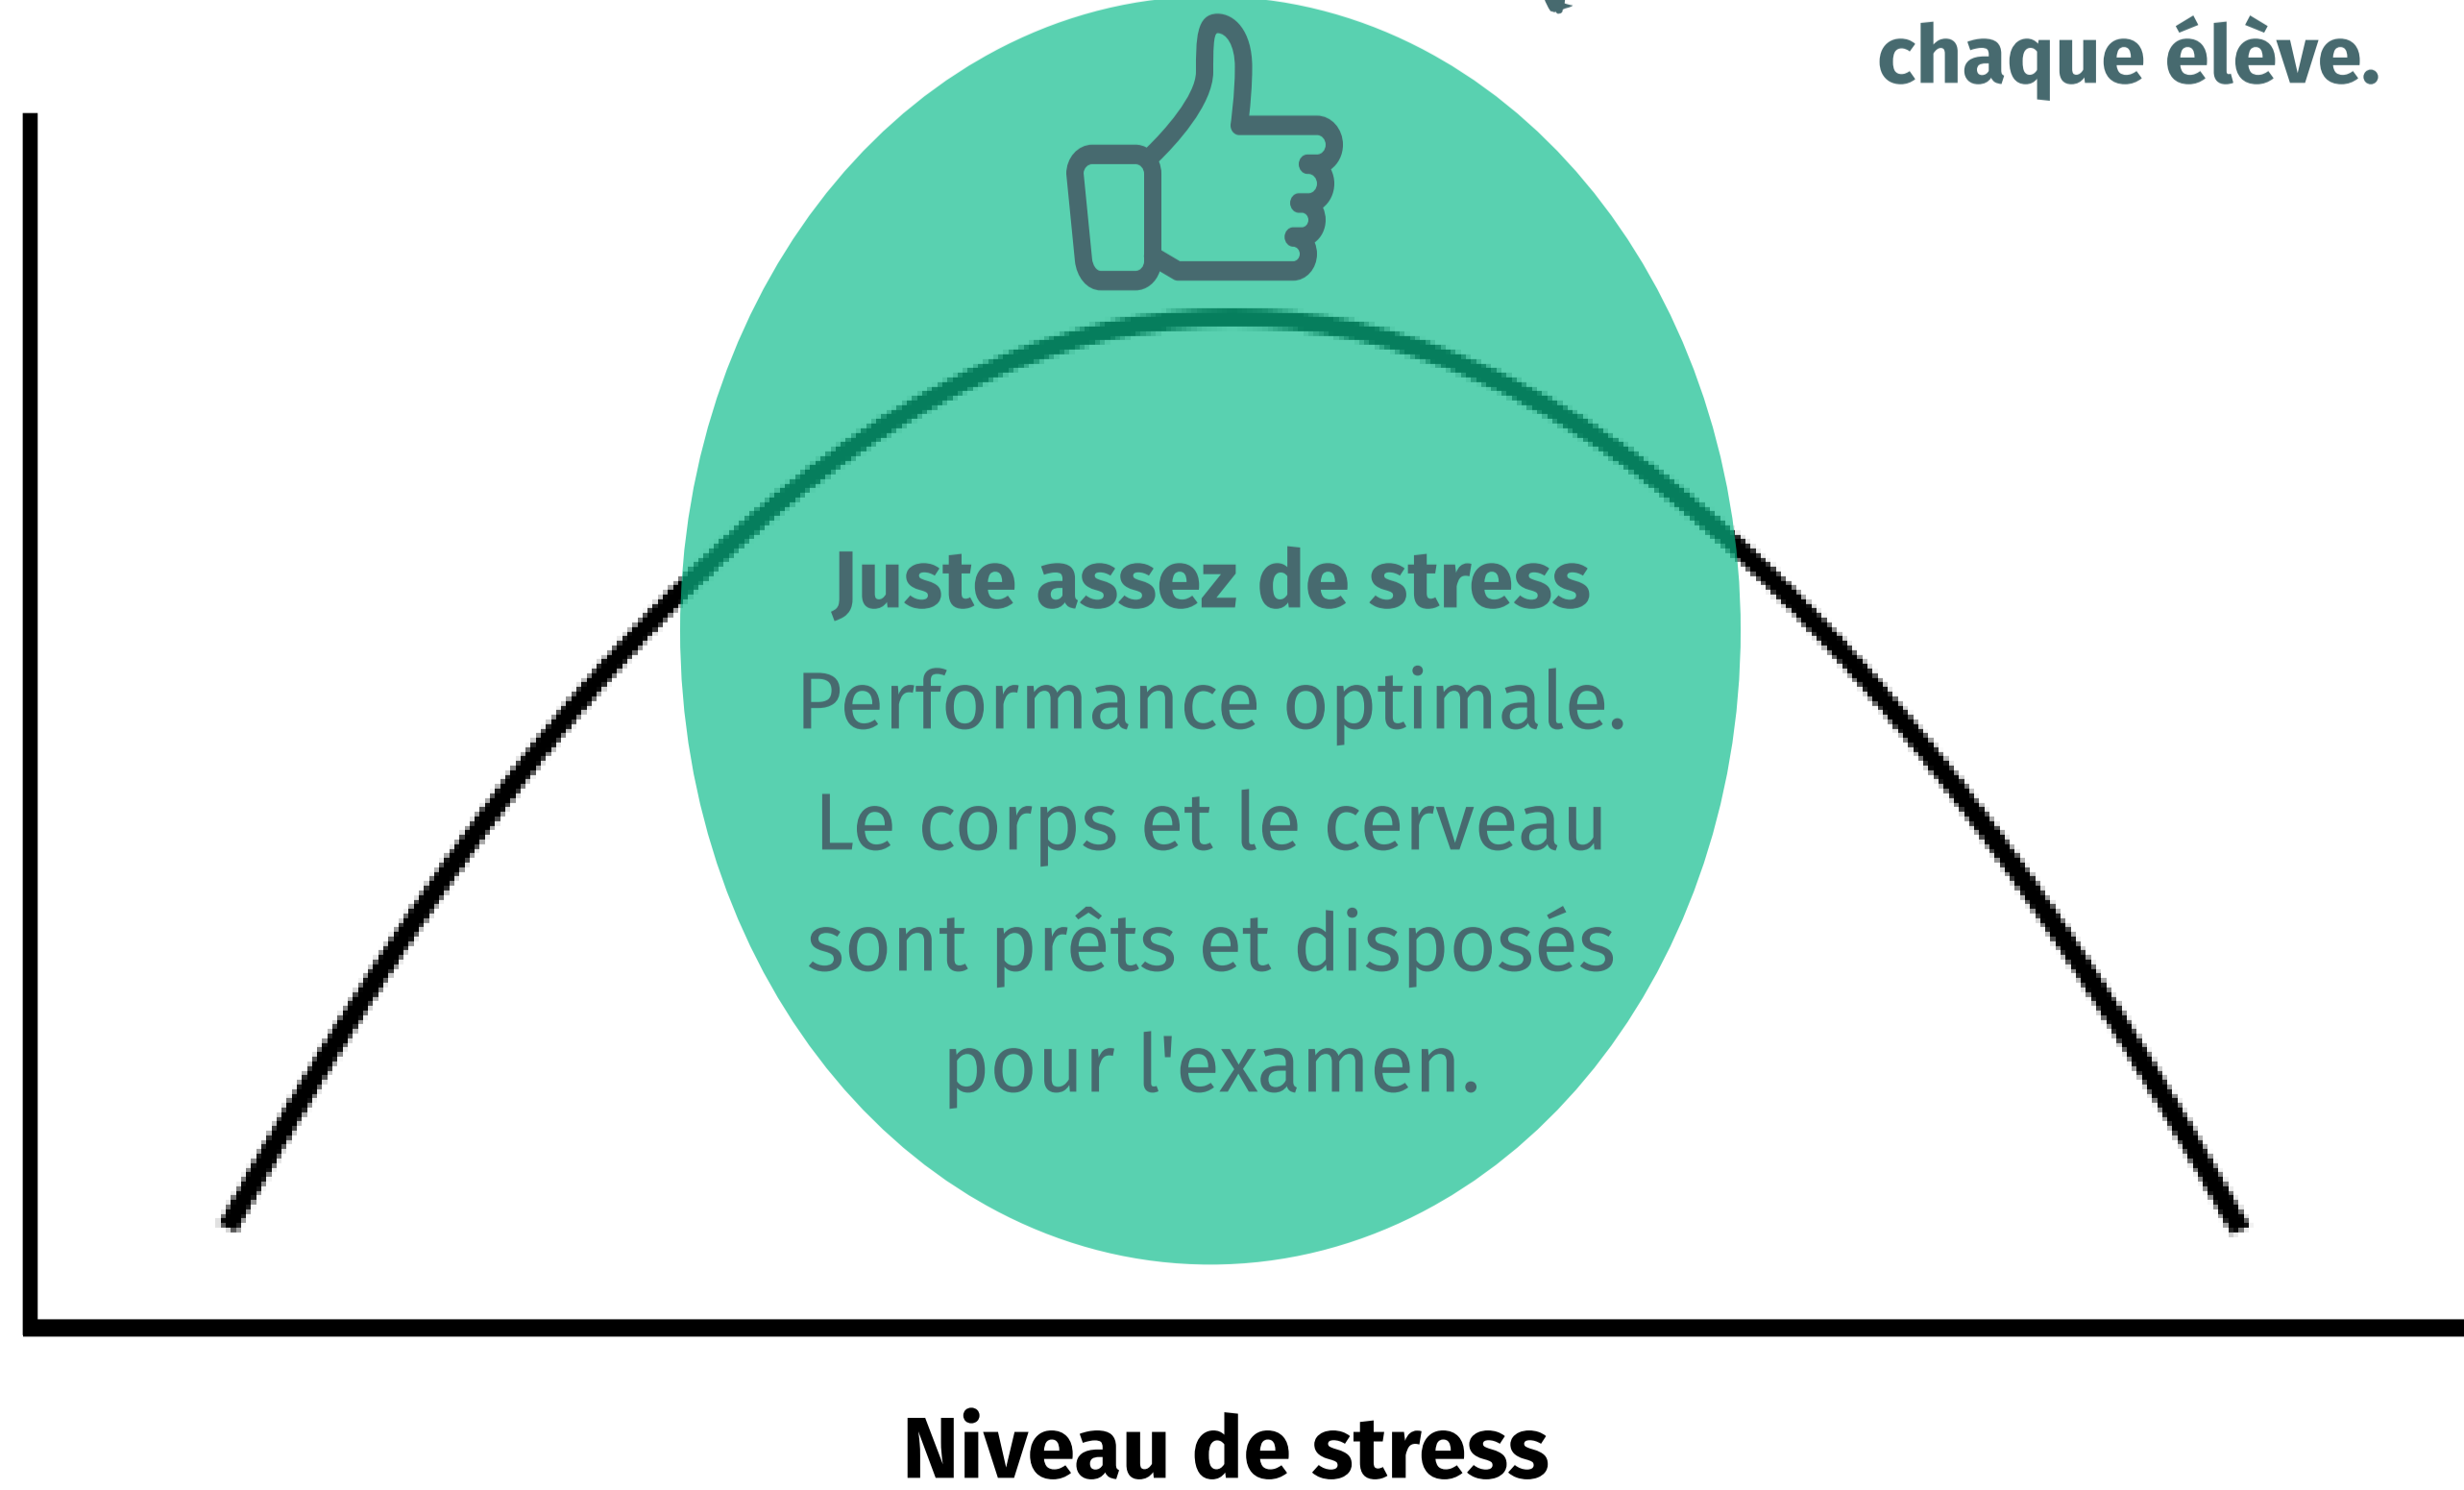 chaque élève.
Juste assez de stress
Performance optimale.
Le corps et le cerveau
sont prêts et disposés
pour l'examen.
Niveau de stress